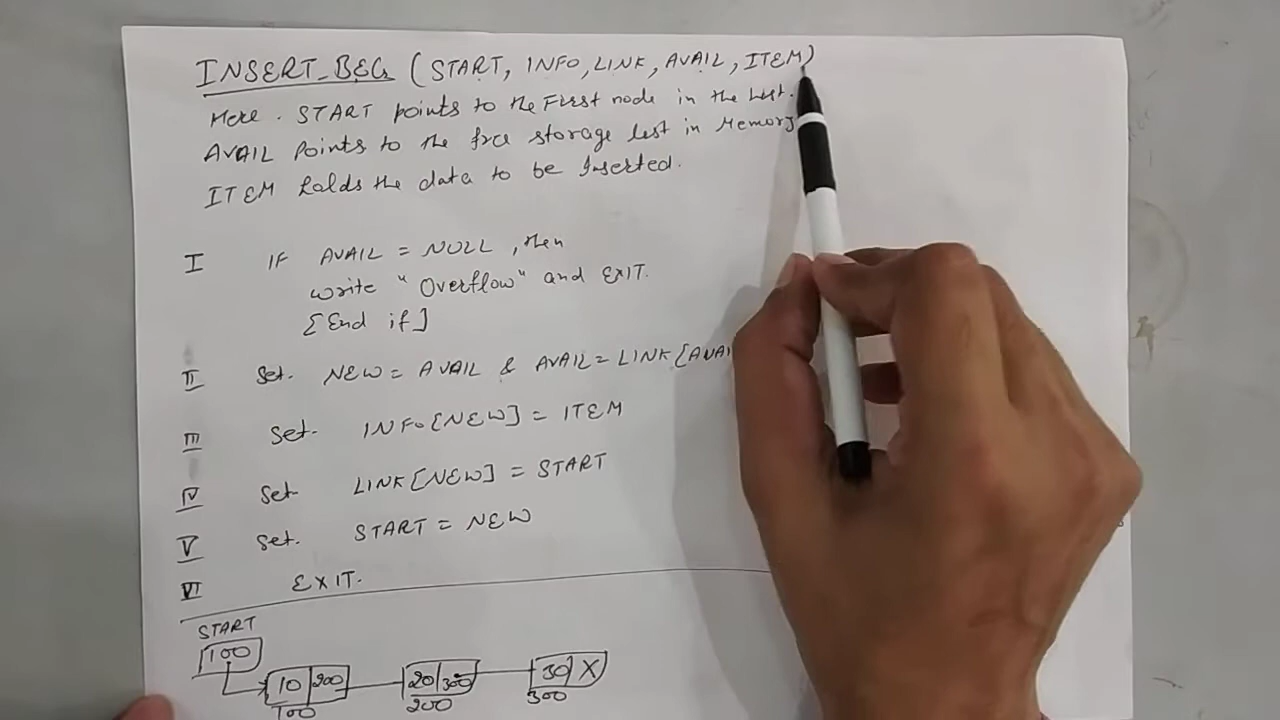 INSERT_BEG (START, INFO, LINK, AVAIL, ITEM)
Here. START points to the First node in the List.
AVAIL Points to the free storage list in Memory
ITEM holds the data to be Inserted.
I IF AVAIL = NULL, then
write "Overflow" and EXIT.
[End if]
II Set. NEW = AVAIL & AVAIL = LINK[AVAI
III Set. INFO[NEW] = ITEM
IV Set LINK[NEW] = START
V Set. START = NEW
VI EXIT.
START
100
10 200 20 300 30 X
100 200 300